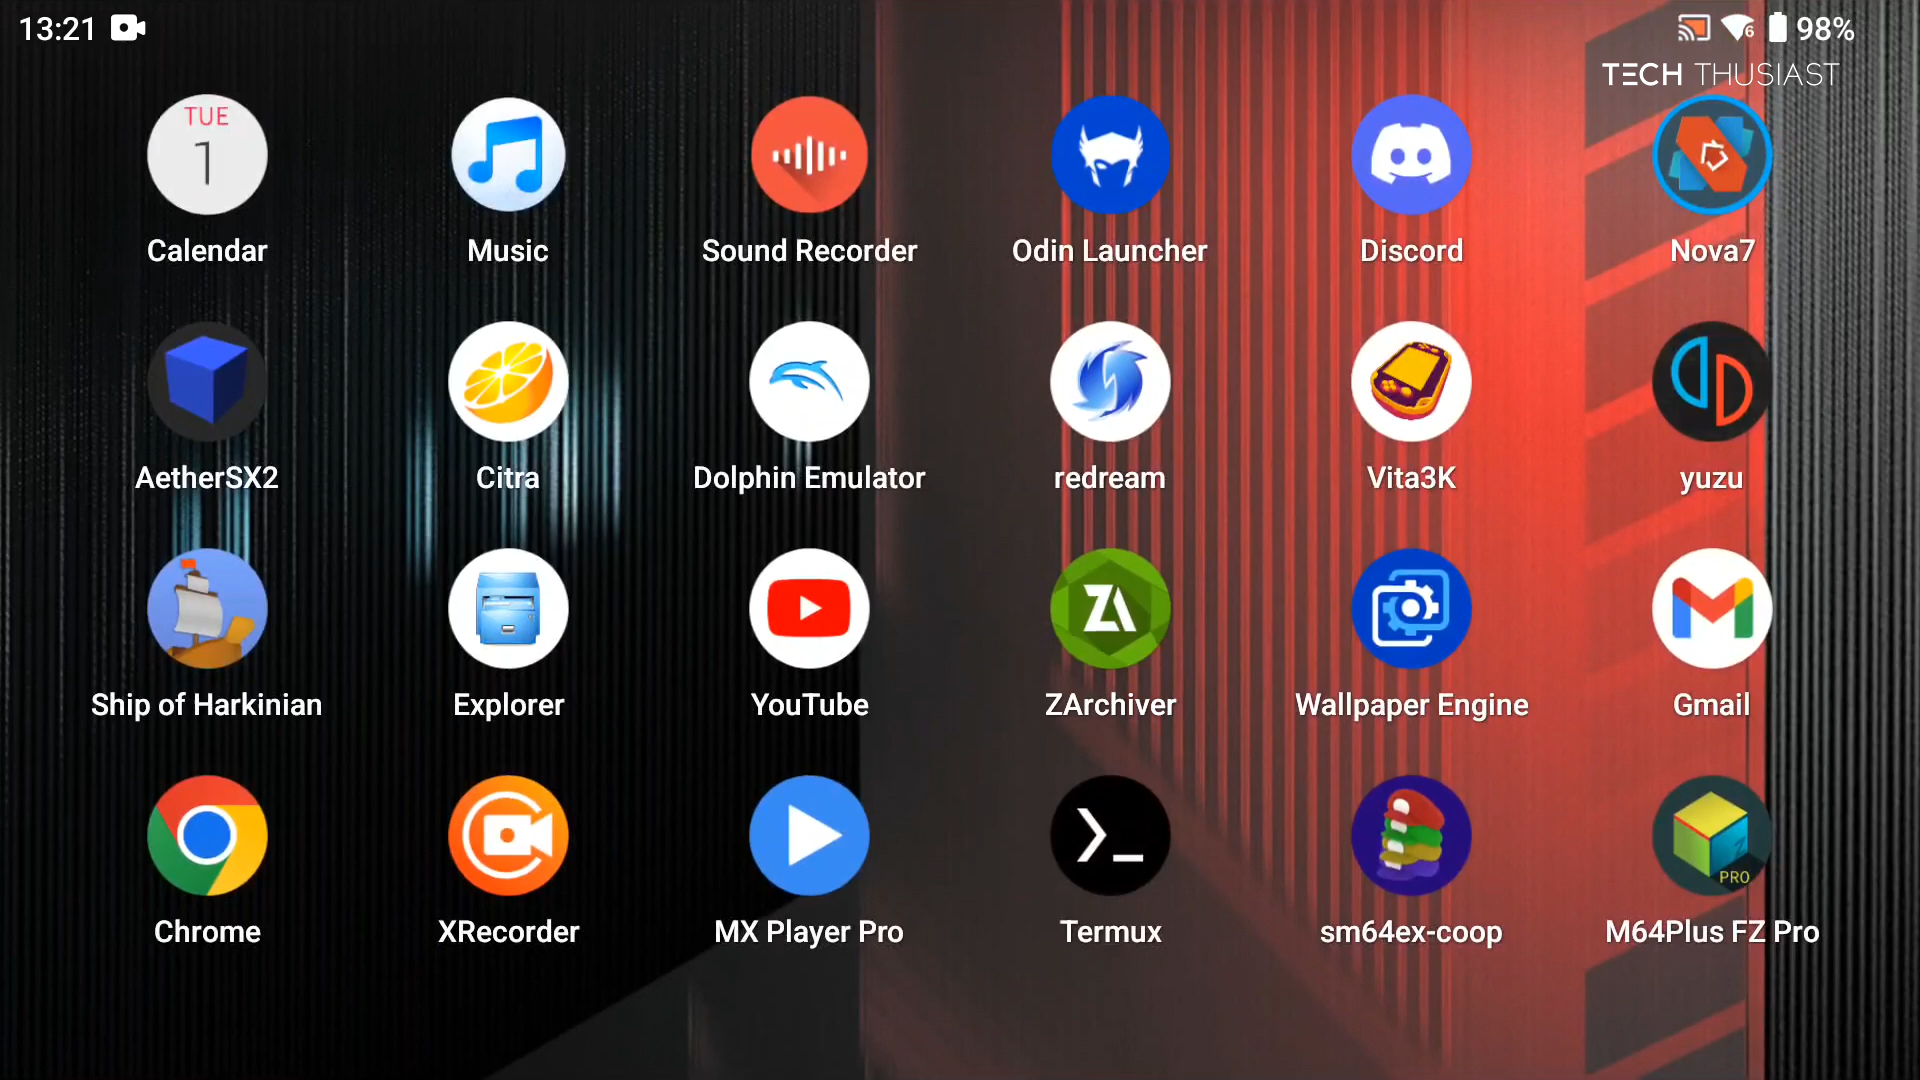 13:21
6 98%
TECH THUSIAST
TUE
1
Calendar
Music
Sound Recorder
Odin Launcher
Discord
Nova7
AetherSX2
Citra
Dolphin Emulator
redream
Vita3K
yuzu
ZA
Ship of Harkinian
Explorer
YouTube
ZArchiver
Wallpaper Engine
Gmail
PRO
Chrome
XRecorder
MX Player Pro
Termux
sm64ex-coop
M64Plus FZ Pro